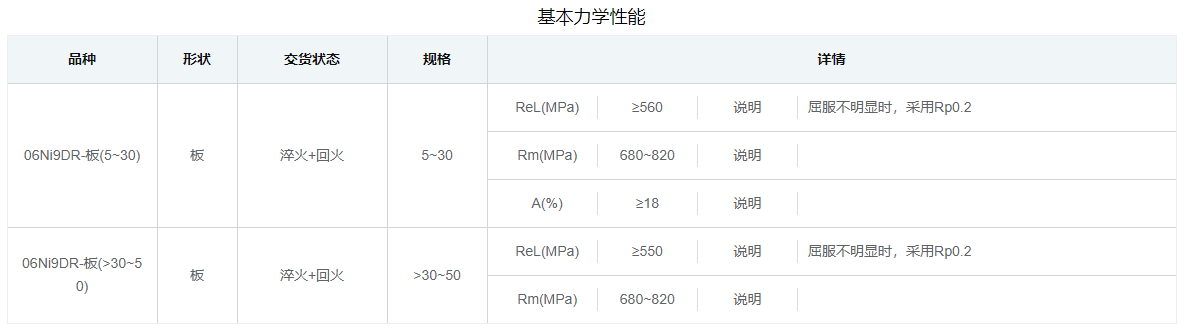 基本力学性能
品种 形状 交货状态 规格 详情
06Ni9DR-板(5~30) 板 淬火+回火 5~30
ReL(MPa) ≥560 说明 屈服不明显时，采用Rp0.2
Rm(MPa) 680~820 说明
A(%) ≥18 说明
06Ni9DR-板(>30~5
0) 板 淬火+回火 >30~50
ReL(MPa) ≥550 说明 屈服不明显时，采用Rp0.2
Rm(MPa) 680~820 说明